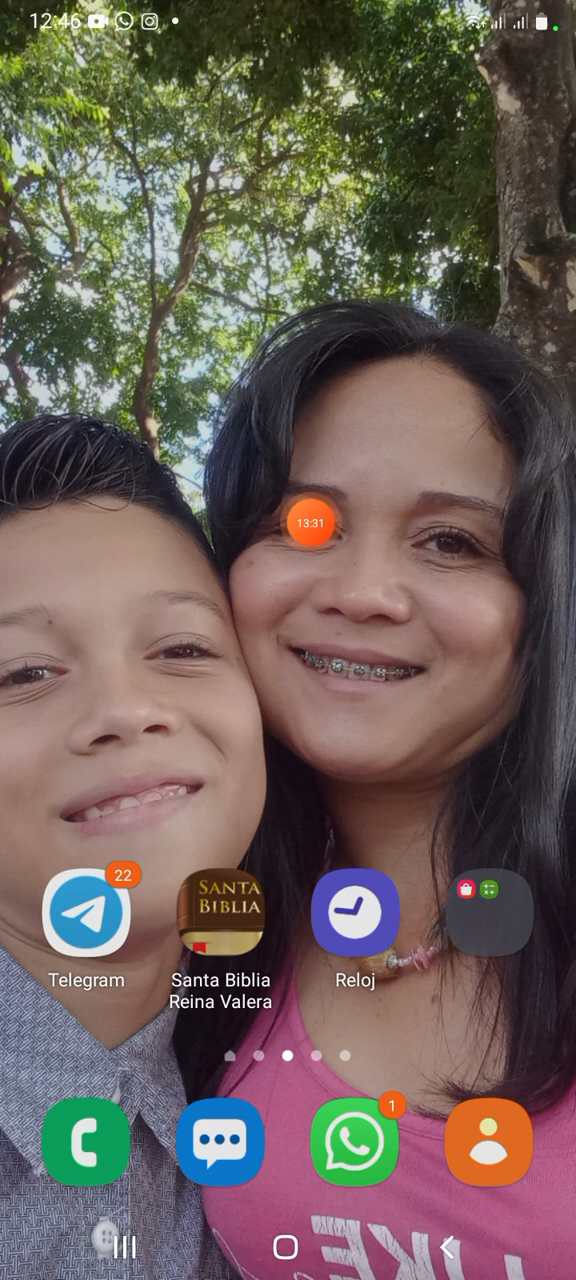 12:46
13:31
22
SANTA
BIBLIA
Telegram
Santa Biblia
Reina Valera
Reloj
1